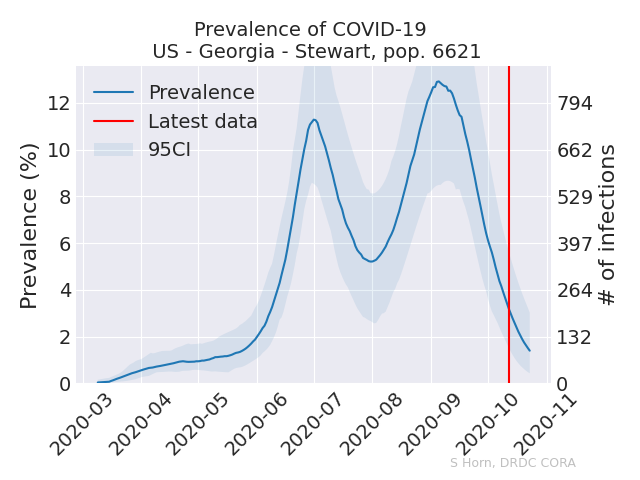 Prevalence of COVID-19
US - Georgia - Stewart, pop. 6621
Prevalence
Latest data
95CI
Prevalence (%)
12
10
8
6
4
2
0
794
662
529
397
264
132
0
# of infections
2020-03
2020-04
2020-05
2020-06
2020-07
2020-08
2020-09
2020-10
2020-11
S Horn, DRDC CORA